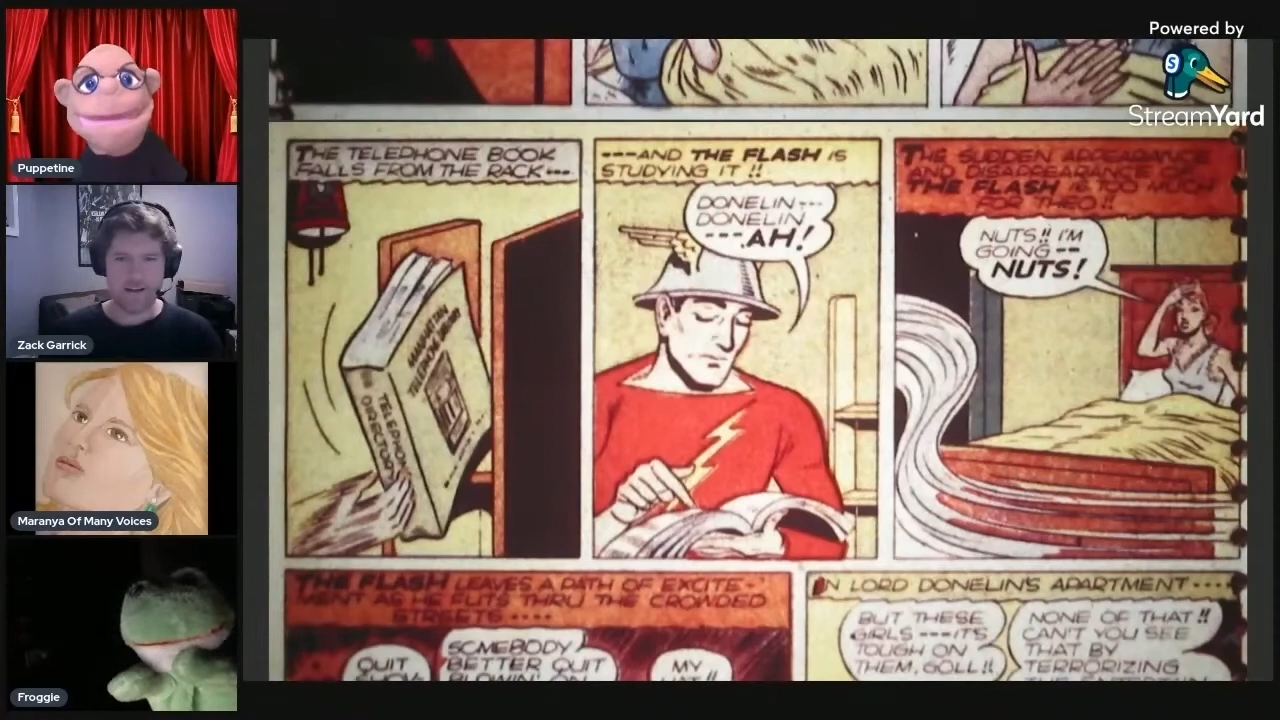 Powered by
StreamYard
Puppetine
Zack Garrick
Maranya Of Many Voices
Froggie
THE TELEPHONE BOOK
FALLS FROM THE RACK---
MANHATTAN
TELEPHONE
TELEPHONE
DIRECTORY
---AND THE FLASH IS
STUDYING IT !!
DONELIN---
DONELIN
---AH!
THE SUDDEN APPEARANCE
AND DISAPPEARANCE OF
THE FLASH IS TOO MUCH
FOR THEO!!
NUTS!! I'M
GOING --
NUTS!
THE FLASH LEAVES A PATH OF EXCITE-
MENT AS HE FLITS THRU THE CROWDED
STREETS ----
QUIT
SOMEBODY
BETTER QUIT
BLOWIN' ON
MY
HAT!!
IN LORD DONELIN'S APARTMENT----
BUT THESE
GIRLS ---IT'S
TOUGH ON
THEM, GOLL!!
NONE OF THAT!!
CAN'T YOU SEE
THAT BY
TERRORIZING